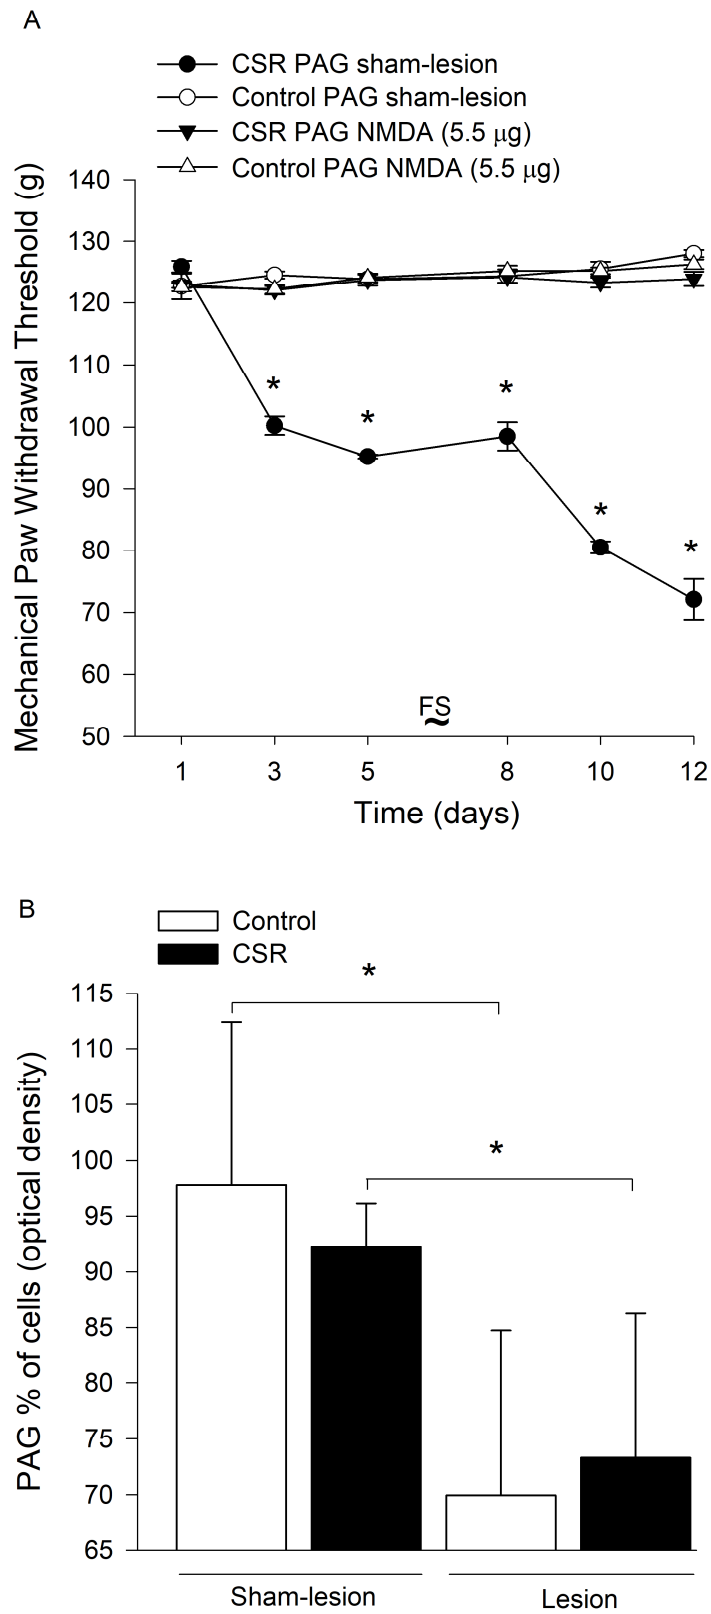 A
CSR PAG sham-lesion
Control PAG sham-lesion
CSR PAG NMDA (5.5 μg)
Control PAG NMDA (5.5 μg)
Mechanical Paw Withdrawal Threshold (g)
140
130
120
110
100
90
80
70
60
50
*
*
*
*
*
FS
~
1 3 5 8 10 12
Time (days)
B
Control
CSR
PAG % of cells (optical density)
115
110
105
100
95
90
85
80
75
70
65
*
*
Sham-lesion Lesion